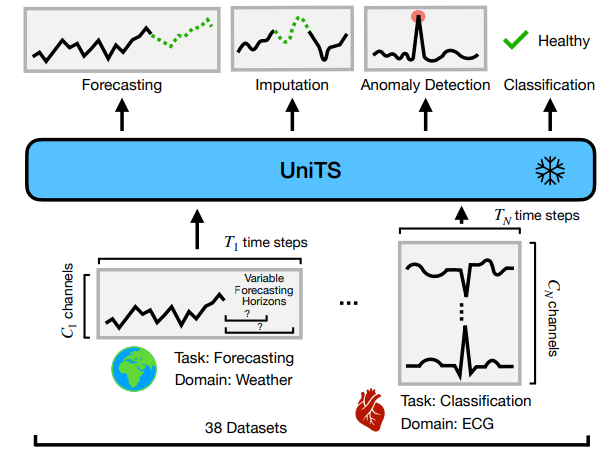 Forecasting
Imputation
Anomaly Detection
Healthy
Classification
UniTS
T1 time steps
TN time steps
C1 channels
Variable
Forecasting
Horizons
?
?
...
CN channels
Task: Forecasting
Domain: Weather
Task: Classification
Domain: ECG
38 Datasets